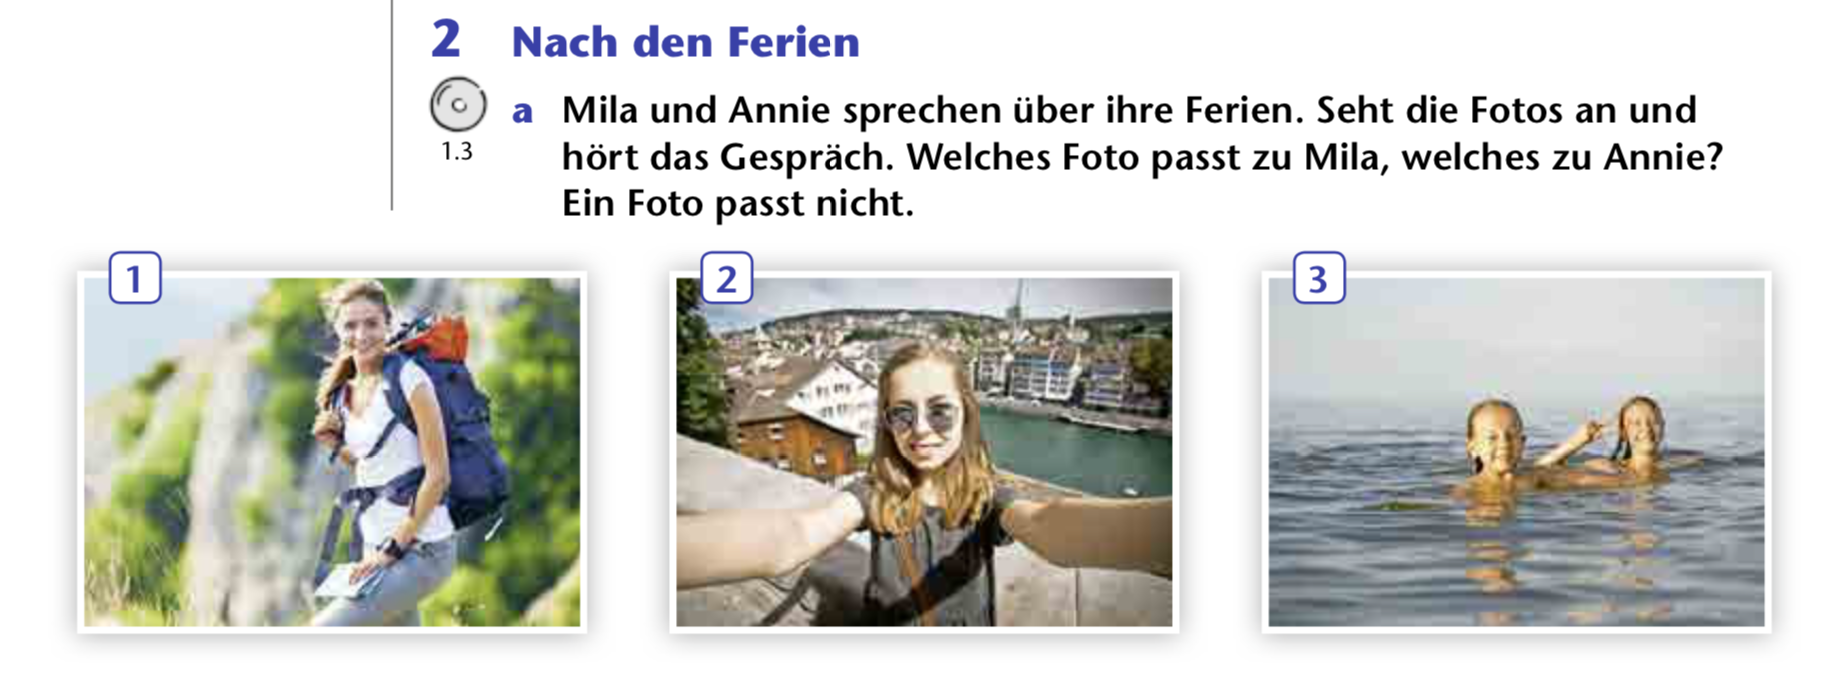 2 Nach den Ferien
a Mila und Annie sprechen über ihre Ferien. Seht die Fotos an und
1.3
hört das Gespräch. Welches Foto passt zu Mila, welches zu Annie?
Ein Foto passt nicht.
1 2 3